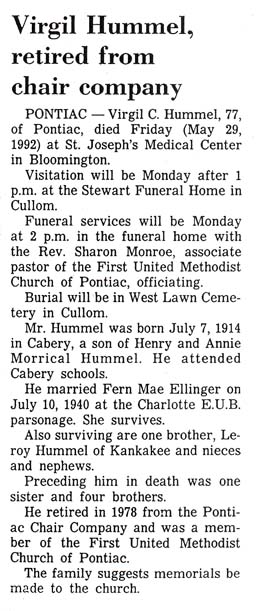 Virgil Hummel,
retired from
chair company
PONTIAC — Virgil C. Hummel, 77,
of Pontiac, died Friday (May 29,
1992) at St. Joseph's Medical Center
in Bloomington.
Visitation will be Monday after 1
p.m. at the Stewart Funeral Home in
Cullom.
Funeral services will be Monday
at 2 p.m. in the funeral home with
the Rev. Sharon Monroe, associate
pastor of the First United Methodist
Church of Pontiac, officiating.
Burial will be in West Lawn Ceme-
tery in Cullom.
Mr. Hummel was born July 7, 1914
in Cabery, a son of Henry and Annie
Morrical Hummel. He attended
Cabery schools.
He married Fern Mae Ellinger on
July 10, 1940 at the Charlotte E.U.B.
parsonage. She survives.
Also surviving are one brother, Le-
roy Hummel of Kankakee and nieces
and nephews.
Preceding him in death was one
sister and four brothers.
He retired in 1978 from the Ponti-
ac Chair Company and was a mem-
ber of the First United Methodist
Church of Pontiac.
The family suggests memorials be
made to the church.